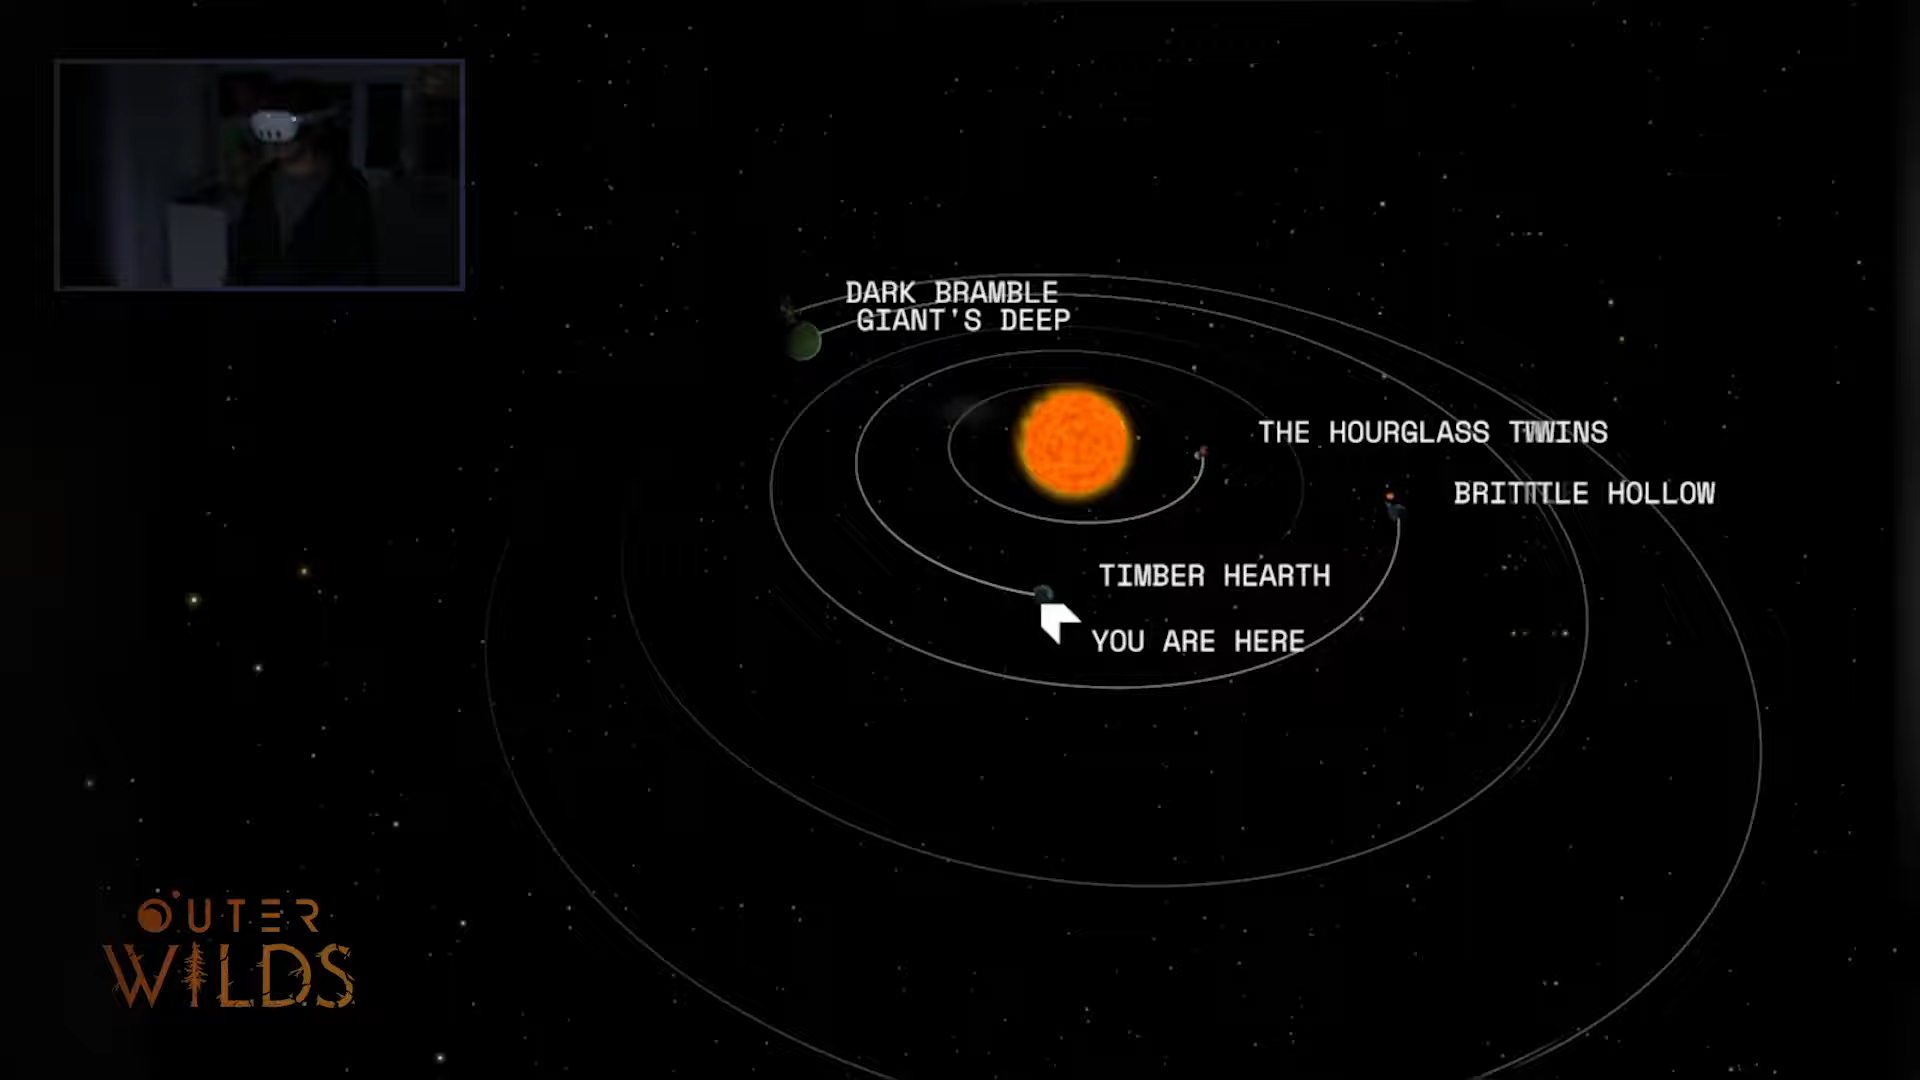 DARK BRAMBLE
GIANT'S DEEP
THE HOURGLASS TWINS
BRITTLE HOLLOW
TIMBER HEARTH
YOU ARE HERE
OUTER
WILDS